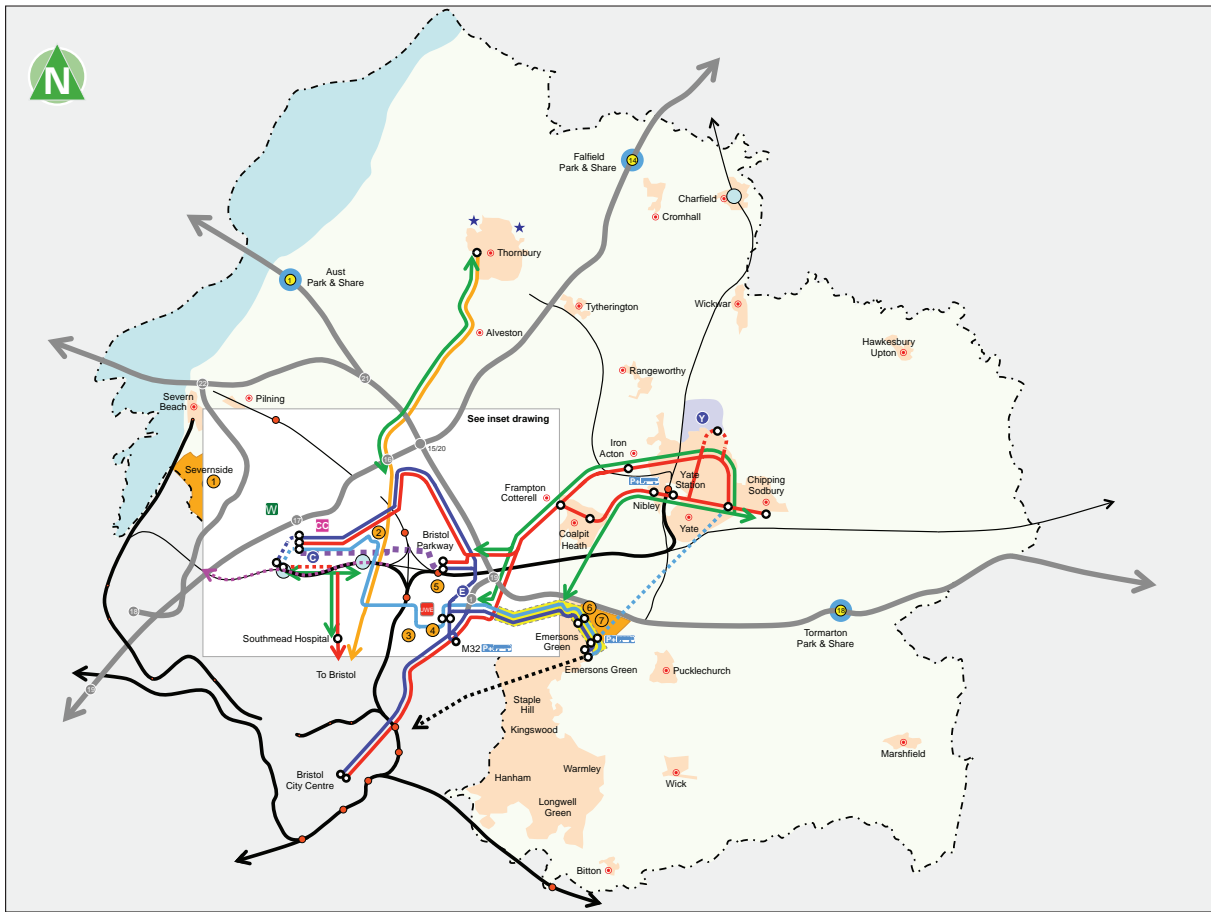 N
Falfield
Park & Share
14
Charfield
Cromhall
Thornbury
Aust
Park & Share
1
Tytherington
Wickwar
Alveston
Hawkesbury
Upton
Rangeworthy
21
22
Severn
Beach
Pilning
See inset drawing
Y
15/20
16
Iron
Acton
Severnside
1
P+R
Yate
Station
Chipping
Sodbury
Frampton
Cotterell
Nibley
W
CC
17
2
Coalpit
Heath
Yate
C
Bristol
Parkway
5
19
E
1
18
UWE
6
7
3
4
18
Southmead Hospital
M32
P+R
Emersons
Green
P+R
Tormarton
Park & Share
To Bristol
Emersons Green
Pucklechurch
19
Staple
Hill
Kingswood
Marshfield
Bristol
City Centre
Hanham
Warmley
Wick
Longwell
Green
Bitton